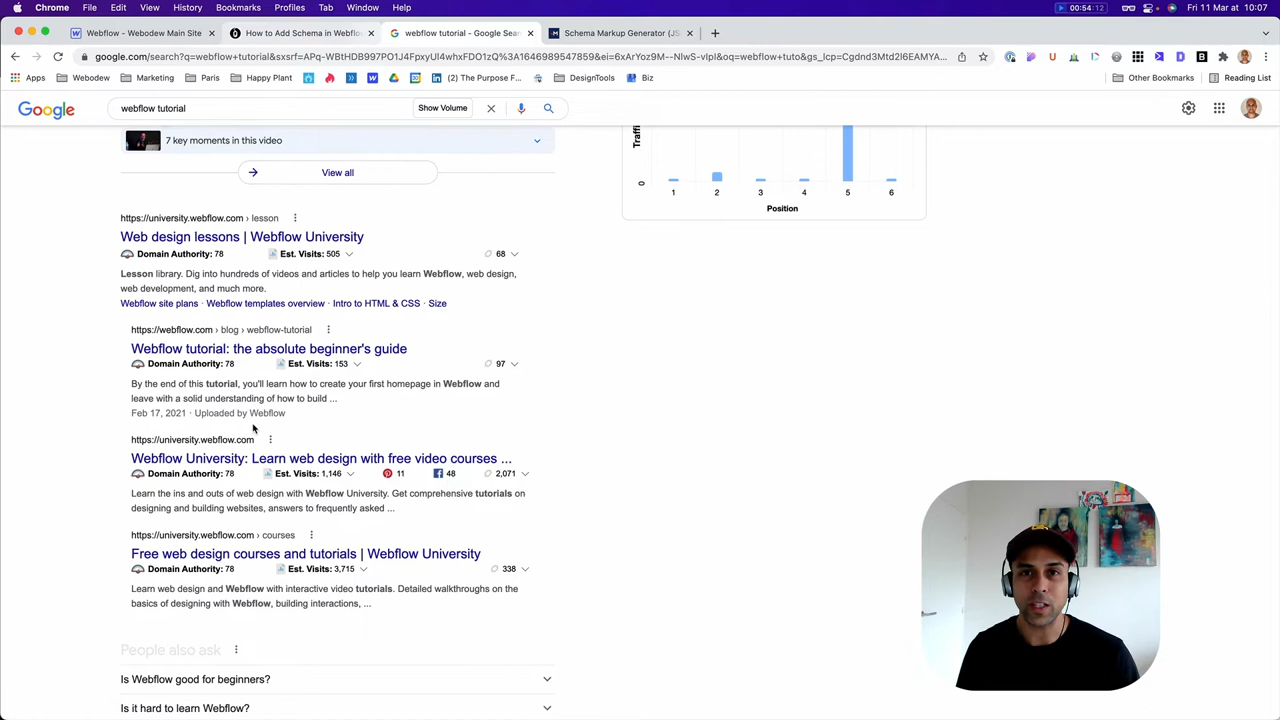 Chrome File Edit View History Bookmarks Profiles Tab Window Help 00:54:12 Fri 11 Mar at 10:07
Webflow - Webodew Main Site × How to Add Schema in Webflow × webflow tutorial - Google Sea × Schema Markup Generator (JS × +
google.com/search?q=webflow+tutorial&sxsrf=
Apps Webodew Marketing Paris Happy Plant (2) The Purpose F... DesignTools Biz Other Bookmarks Reading List
Google webflow tutorial Show Volume
7 key moments in this video
View all
0
1 2 3 4 5 6
Position
https://university.webflow.com › lesson
Web design lessons | Webflow University
Domain Authority: 78 Est. Visits: 505 68
Lesson library. Dig into hundreds of videos and articles to help you learn Webflow, web design,
web development, and much more.
Webflow site plans · Webflow templates overview · Intro to HTML & CSS · Size
https://webflow.com › blog › webflow-tutorial
Webflow tutorial: the absolute beginner's guide
Domain Authority: 78 Est. Visits: 153 97
By the end of this tutorial, you'll learn how to create your first homepage in Webflow and
leave with a solid understanding of how to build ...
Feb 17, 2021 · Uploaded by Webflow
https://university.webflow.com
Webflow University: Learn web design with free video courses ...
Domain Authority: 78 Est. Visits: 1,146 11 48 2,071
Learn the ins and outs of web design with Webflow University. Get comprehensive tutorials on
designing and building websites, answers to frequently asked ...
https://university.webflow.com › courses
Free web design courses and tutorials | Webflow University
Domain Authority: 78 Est. Visits: 3,715 338
Learn web design and Webflow with interactive video tutorials. Detailed walkthroughs on the
basics of designing with Webflow, building interactions, ...
People also ask
Is Webflow good for beginners?
Is it hard to learn Webflow?